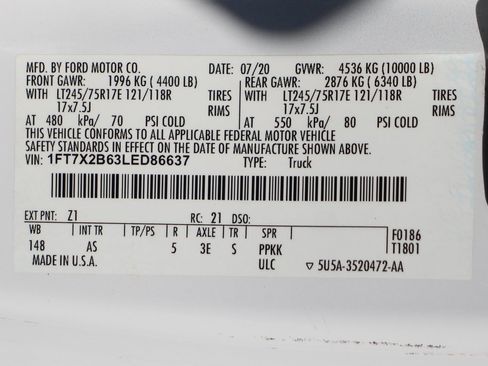 MFD. BY FORD MOTOR CO. DATE: 07/20 GVWR: 4536 KG (10000 LB)
FRONT GAWR: 1996 KG (4400 LB) REAR GAWR: 2876 KG (6340 LB)
WITH LT245/75R17E 121/118R TIRES WITH LT245/75R17E 121/118R TIRES
17x7.5J RIMS 17x7.5J RIMS
AT 480 kPa/ 70 PSI COLD AT 550 kPa/ 80 PSI COLD
THIS VEHICLE CONFORMS TO ALL APPLICABLE FEDERAL MOTOR VEHICLE
SAFETY STANDARDS IN EFFECT ON THE DATE OF MANUFACTURE SHOWN ABOVE.
VIN: 1FT7X2B63LED86637 TYPE: Truck
EXT PNT: Z1 RC: 21 DSO:
WB INT TR TP/PS R AXLE TR SPR F0186
148 AS 5 3E S PPKK T1801
MADE IN U.S.A. ULC ▽ 5U5A-3520472-AA